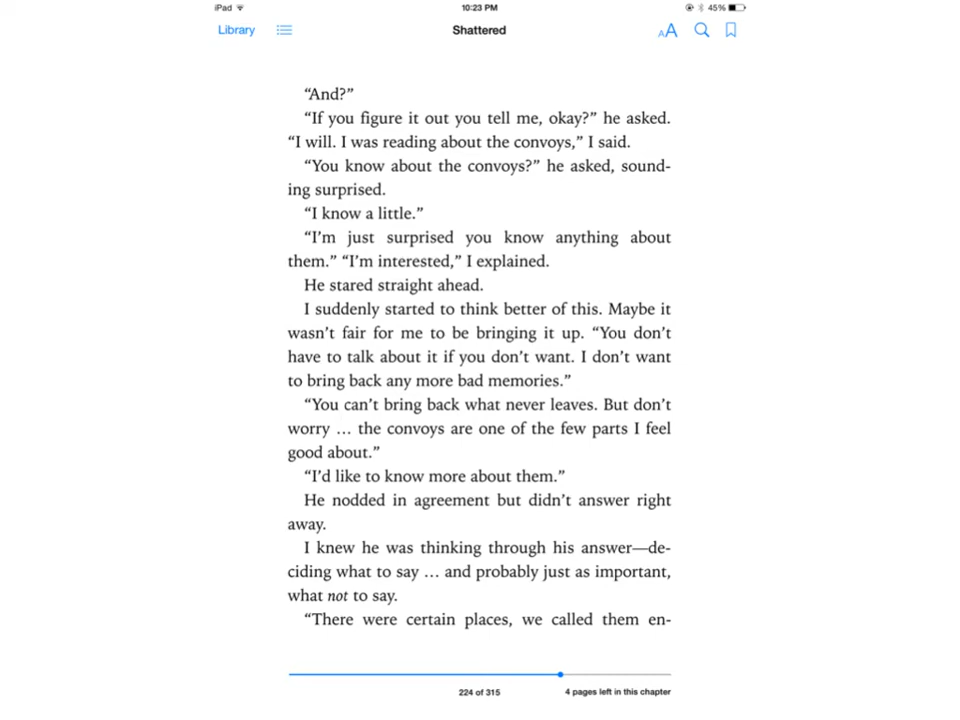 iPad 10:23 PM 45%
Library Shattered AA
“And?”
“If you figure it out you tell me, okay?” he asked.
“I will. I was reading about the convoys,” I said.
“You know about the convoys?” he asked, sound-
ing surprised.
“I know a little.”
“I’m just surprised you know anything about
them.” “I’m interested,” I explained.
He stared straight ahead.
I suddenly started to think better of this. Maybe it
wasn’t fair for me to be bringing it up. “You don’t
have to talk about it if you don’t want. I don’t want
to bring back any more bad memories.”
“You can’t bring back what never leaves. But don’t
worry … the convoys are one of the few parts I feel
good about.”
“I’d like to know more about them.”
He nodded in agreement but didn’t answer right
away.
I knew he was thinking through his answer—de-
ciding what to say … and probably just as important,
what not to say.
“There were certain places, we called them en-
224 of 315 4 pages left in this chapter